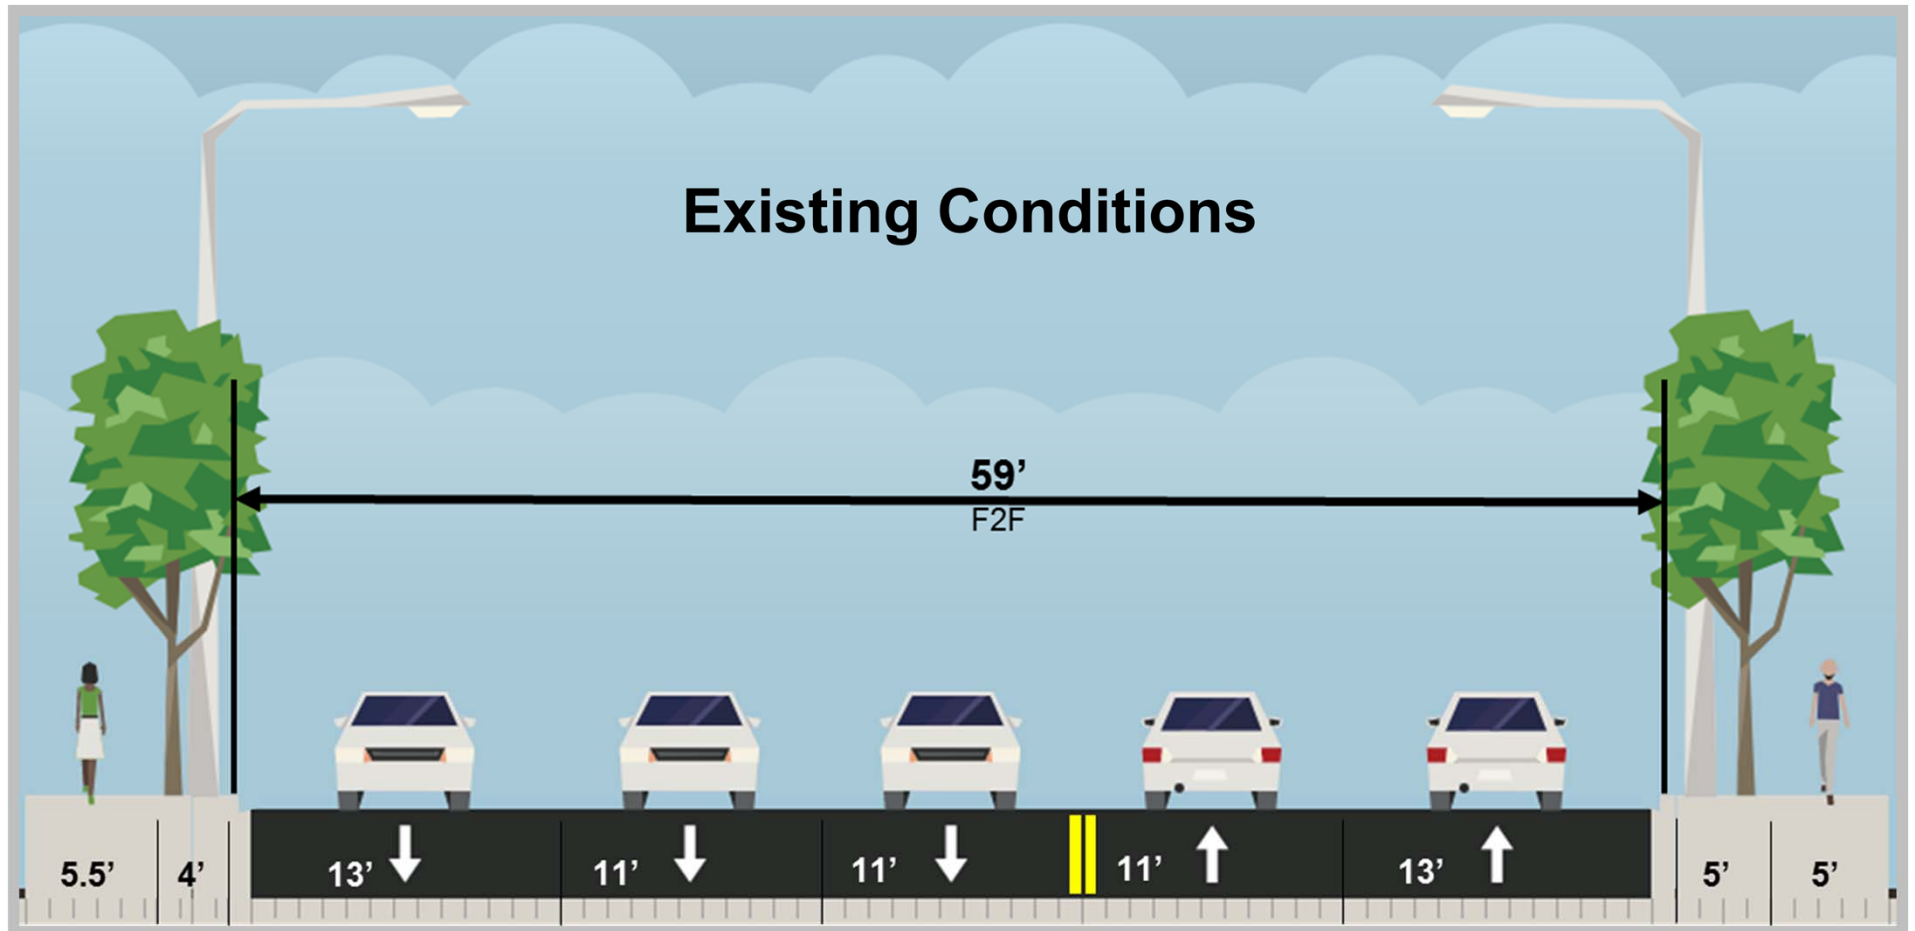 Existing Conditions
59’
F2F
5.5’ 4’ 13’ 11’ 11’ 11’ 13’ 5’ 5’